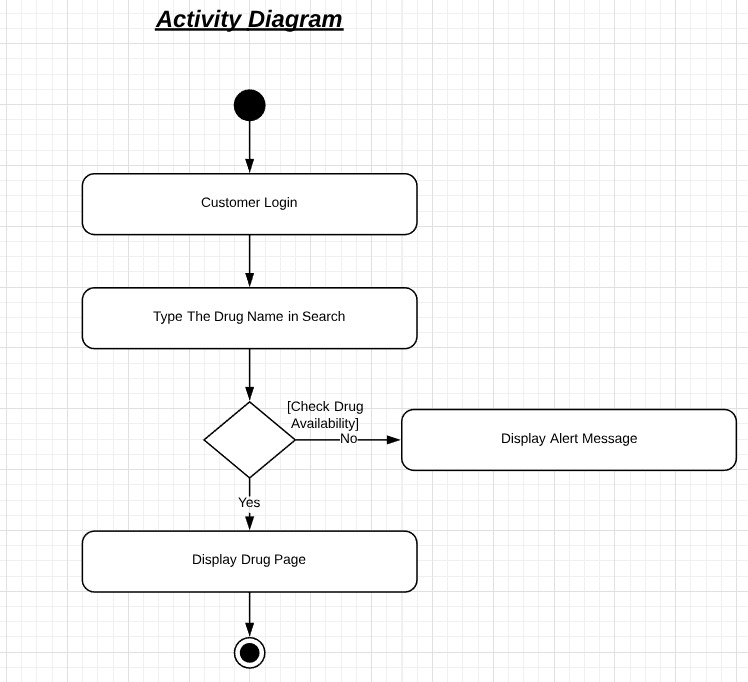 Activity Diagram
Customer Login
Type The Drug Name in Search
[Check Drug
Availability]
No
Display Alert Message
Yes
Display Drug Page